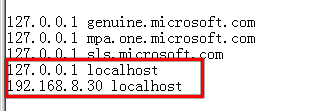 127.0.0.1 genuine.microsoft.com
127.0.0.1 mpa.one.microsoft.com
127.0.0.1 sls.microsoft.com
127.0.0.1 localhost
192.168.8.30 localhost